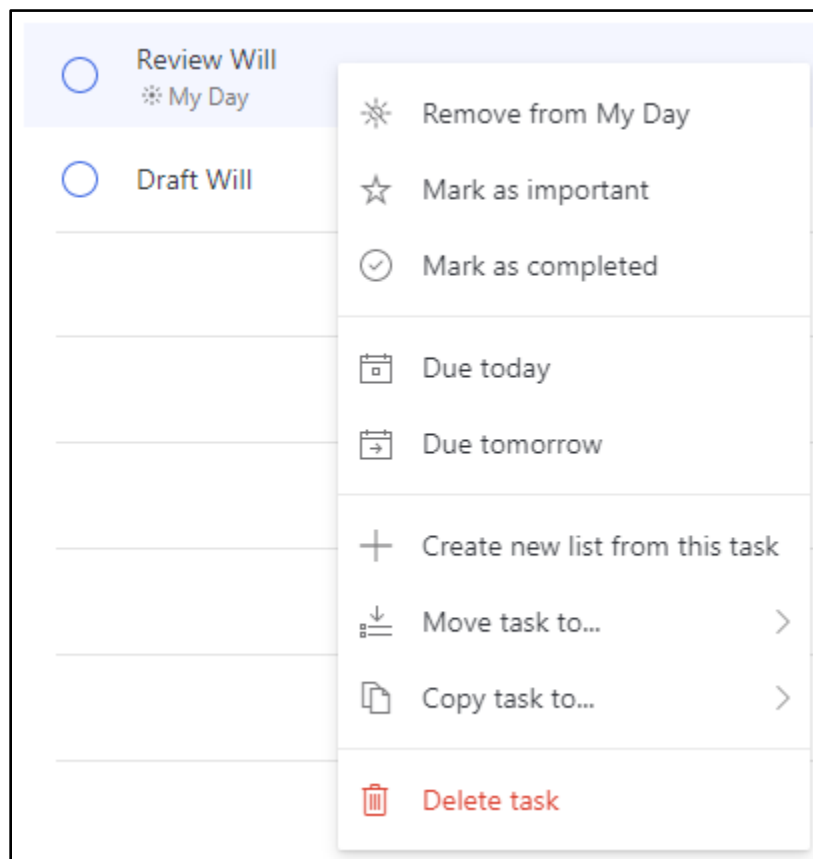 Review Will
My Day
Draft Will
Remove from My Day
Mark as important
Mark as completed
Due today
Due tomorrow
Create new list from this task
Move task to...
Copy task to...
Delete task